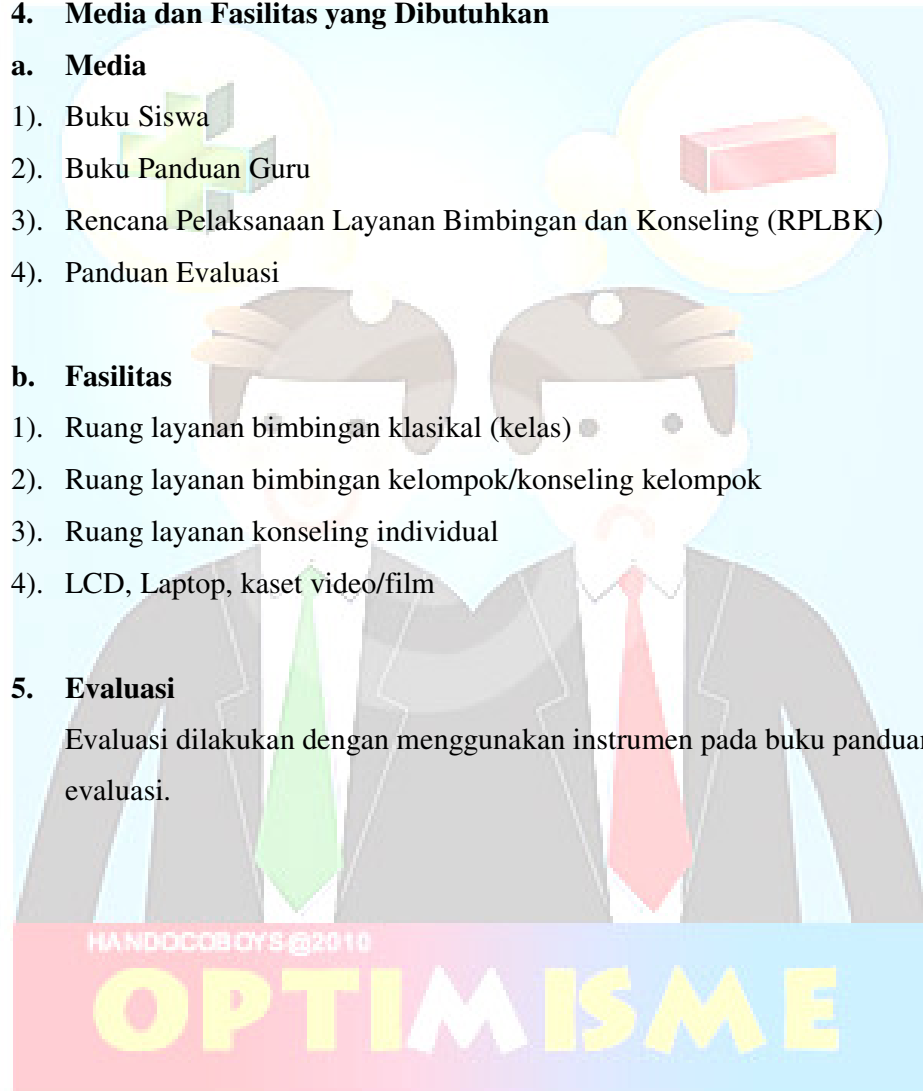 4. Media dan Fasilitas yang Dibutuhkan
a. Media
1). Buku Siswa
2). Buku Panduan Guru
3). Rencana Pelaksanaan Layanan Bimbingan dan Konseling (RPLBK)
4). Panduan Evaluasi
b. Fasilitas
1). Ruang layanan bimbingan klasikal (kelas)
2). Ruang layanan bimbingan kelompok/konseling kelompok
3). Ruang layanan konseling individual
4). LCD, Laptop, kaset video/film
5. Evaluasi
Evaluasi dilakukan dengan menggunakan instrumen pada buku panduan
evaluasi.
HANDOCOBOYS@2010
OPTIMISME